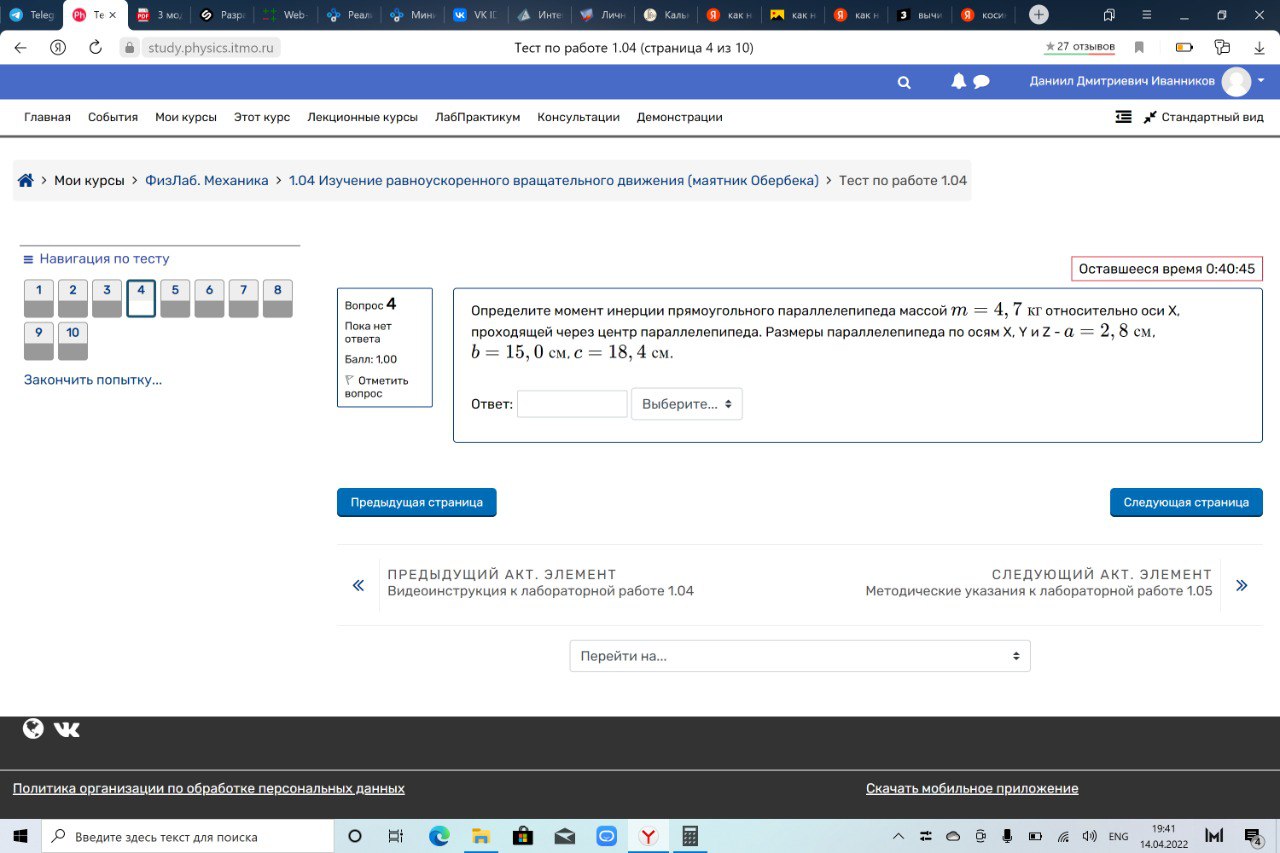 Teleg
Те
3 мо
Разр
Web-
Реал
Мин
VK ID
Инте
Личн
Каль
как н
как н
как н
вычи
коси
study.physics.itmo.ru
Тест по работе 1.04 (страница 4 из 10)
27 отзывов
Даниил Дмитриевич Иванников
Главная События Мои курсы Этот курс Лекционные курсы ЛабПрактикум Консультации Демонстрации
Стандартный вид
Мои курсы > ФизЛаб. Механика > 1.04 Изучение равноускоренного вращательного движения (маятник Обербека) > Тест по работе 1.04
Навигация по тесту
1 2 3 4 5 6 7 8
9 10
Закончить попытку...
Оставшееся время 0:40:45
Вопрос 4
Пока нет
ответа
Балл: 1,00
Отметить
вопрос
Определите момент инерции прямоугольного параллелепипеда массой m = 4, 7 кг относительно оси X,
проходящей через центр параллелепипеда. Размеры параллелепипеда по осям X, Y и Z - a = 2, 8 см,
b = 15, 0 см, c = 18, 4 см.
Ответ: Выберите...
Предыдущая страница
Следующая страница
ПРЕДЫДУЩИЙ АКТ. ЭЛЕМЕНТ
Видеоинструкция к лабораторной работе 1.04
СЛЕДУЮЩИЙ АКТ. ЭЛЕМЕНТ
Методические указания к лабораторной работе 1.05
Перейти на...
Политика организации по обработке персональных данных
Скачать мобильное приложение
Введите здесь текст для поиска
ENG
19:41
14.04.2022
4